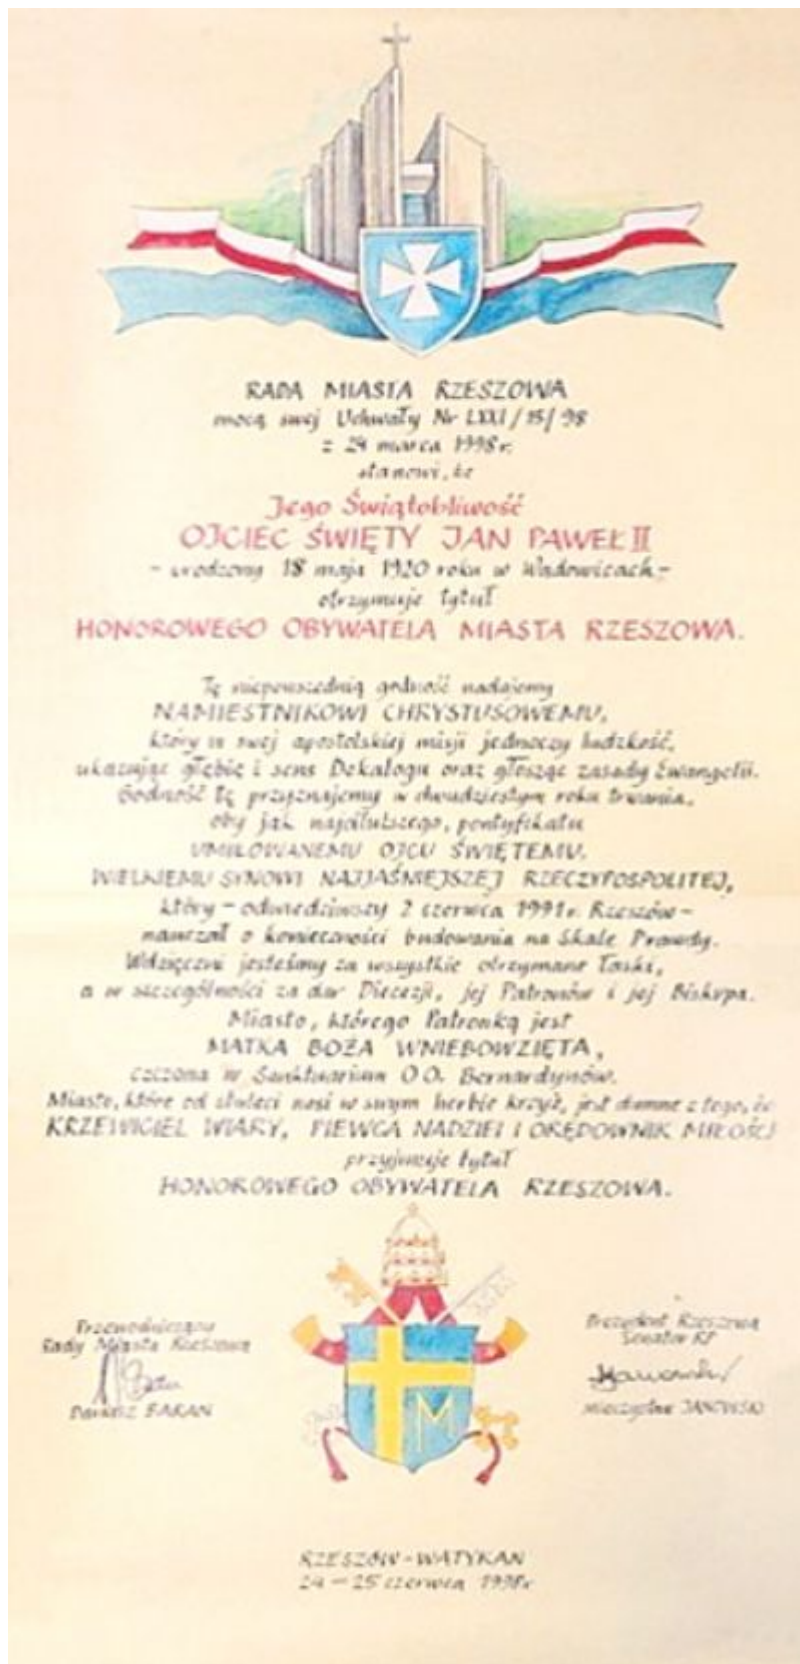 RADA MIASTA RZESZOWA
mocą swej Uchwały Nr LXXI/15/98
z 24 marca 1998r.
stanowi, że
Jego Świątobliwość
OJCIEC ŚWIĘTY JAN PAWEŁ II
- urodzony 18 maja 1920 roku w Wadowicach -
otrzymuje tytuł
HONOROWEGO OBYWATELA MIASTA RZESZOWA.
Tę niepowszednią godność nadajemy
NAMIESTNIKOWI CHRYSTUSOWEMU,
który w swej apostolskiej misji jednoczy ludzkość,
ukazując głębię i sens Dekalogu oraz głosząc zasady Ewangelii.
Godność tę przyznajemy w dwudziestym roku trwania,
oby jak najdłuższego, pontyfikatu
UMIŁOWANEMU OJCU ŚWIĘTEMU,
WIELKIEMU SYNOWI NAJJAŚNIEJSZEJ RZECZYPOSPOLITEJ,
który - odwiedziwszy 2 czerwca 1991r. Rzeszów -
nauczał o konieczności budowania na Skale Prawdy.
Wdzięczni jesteśmy za wszystkie otrzymane Łaski,
a w szczególności za dar Diecezji, jej Patronów i jej Biskupa.
Miasto, którego Patronką jest
MATKA BOŻA WNIEBOWZIĘTA,
czczona w Sanktuarium O.O. Bernardynów.
Miasto, które od stuleci nosi w swym herbie krzyż, jest dumne z tego, że
KRZEWICIEL WIARY, PIEWCA NADZIEI I ORĘDOWNIK MIŁOŚCI
przyjmuje tytuł
HONOROWEGO OBYWATELA RZESZOWA.
Przewodniczący
Rady Miasta Rzeszowa
Dariusz BARAN
Prezydent Rzeszowa
Senator RP
Mieczysław JANOWSKI
M
RZESZÓW - WATYKAN
24 - 25 czerwca 1998r.